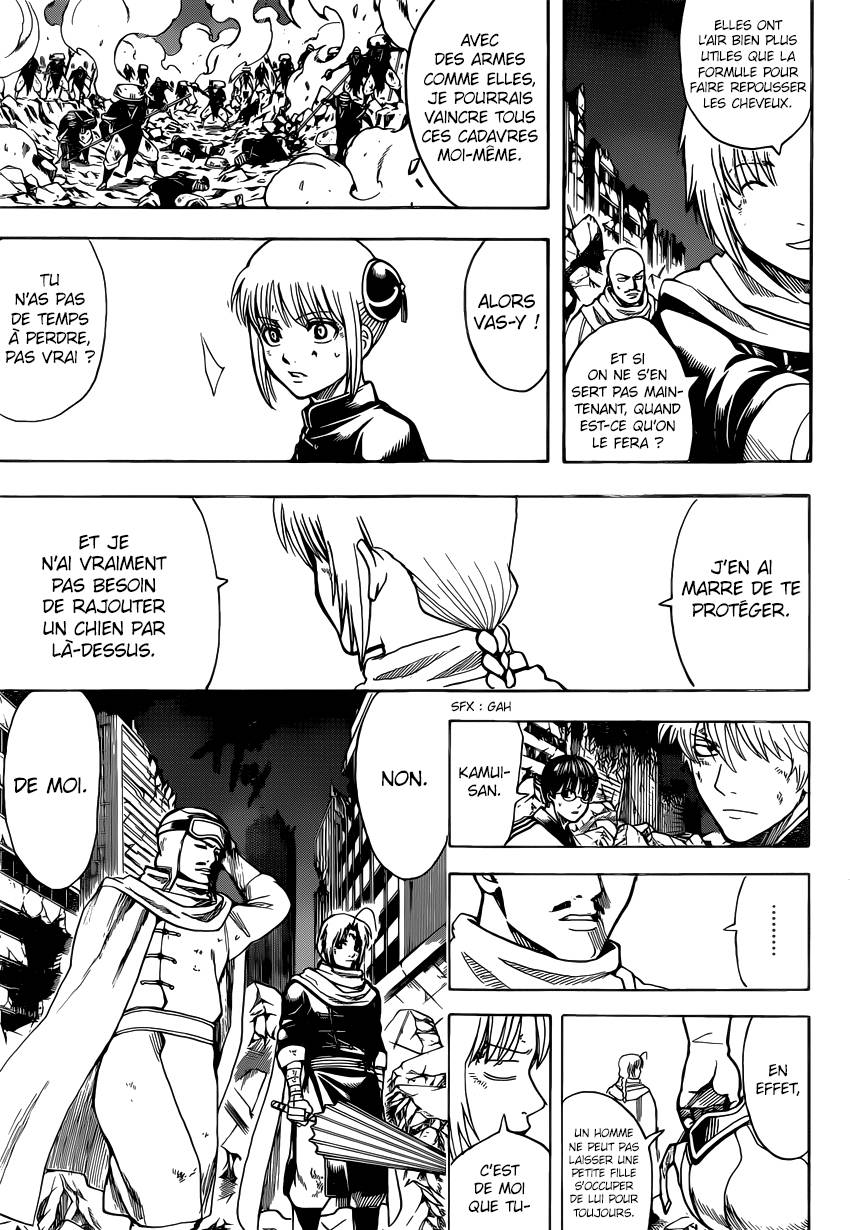 ELLES ONT
L'AIR BIEN PLUS
UTILES QUE LA
FORMULE POUR
FAIRE REPOUSSER
LES CHEVEUX.
ET SI
ON NE S'EN
SERT PAS MAIN-
TENANT, QUAND
EST-CE QU'ON
LE FERA ?
AVEC
DES ARMES
COMME ELLES,
JE POURRAIS
VAINCRE TOUS
CES CADAVRES
MOI-MÊME.
ALORS
VAS-Y !
TU
N'AS PAS
DE TEMPS
À PERDRE,
PAS VRAI ?
J'EN AI
MARRE DE TE
PROTÉGER.
ET JE
N'AI VRAIMENT
PAS BESOIN
DE RAJOUTER
UN CHIEN PAR
LÀ-DESSUS.
SFX : GAH
KAMUI-
SAN.
.........
EN
EFFET,
UN HOMME
NE PEUT PAS
LAISSER UNE
PETITE FILLE
S'OCCUPER
DE LUI POUR
TOUJOURS.
C'EST
DE MOI
QUE TU-
NON.
DE MOI.